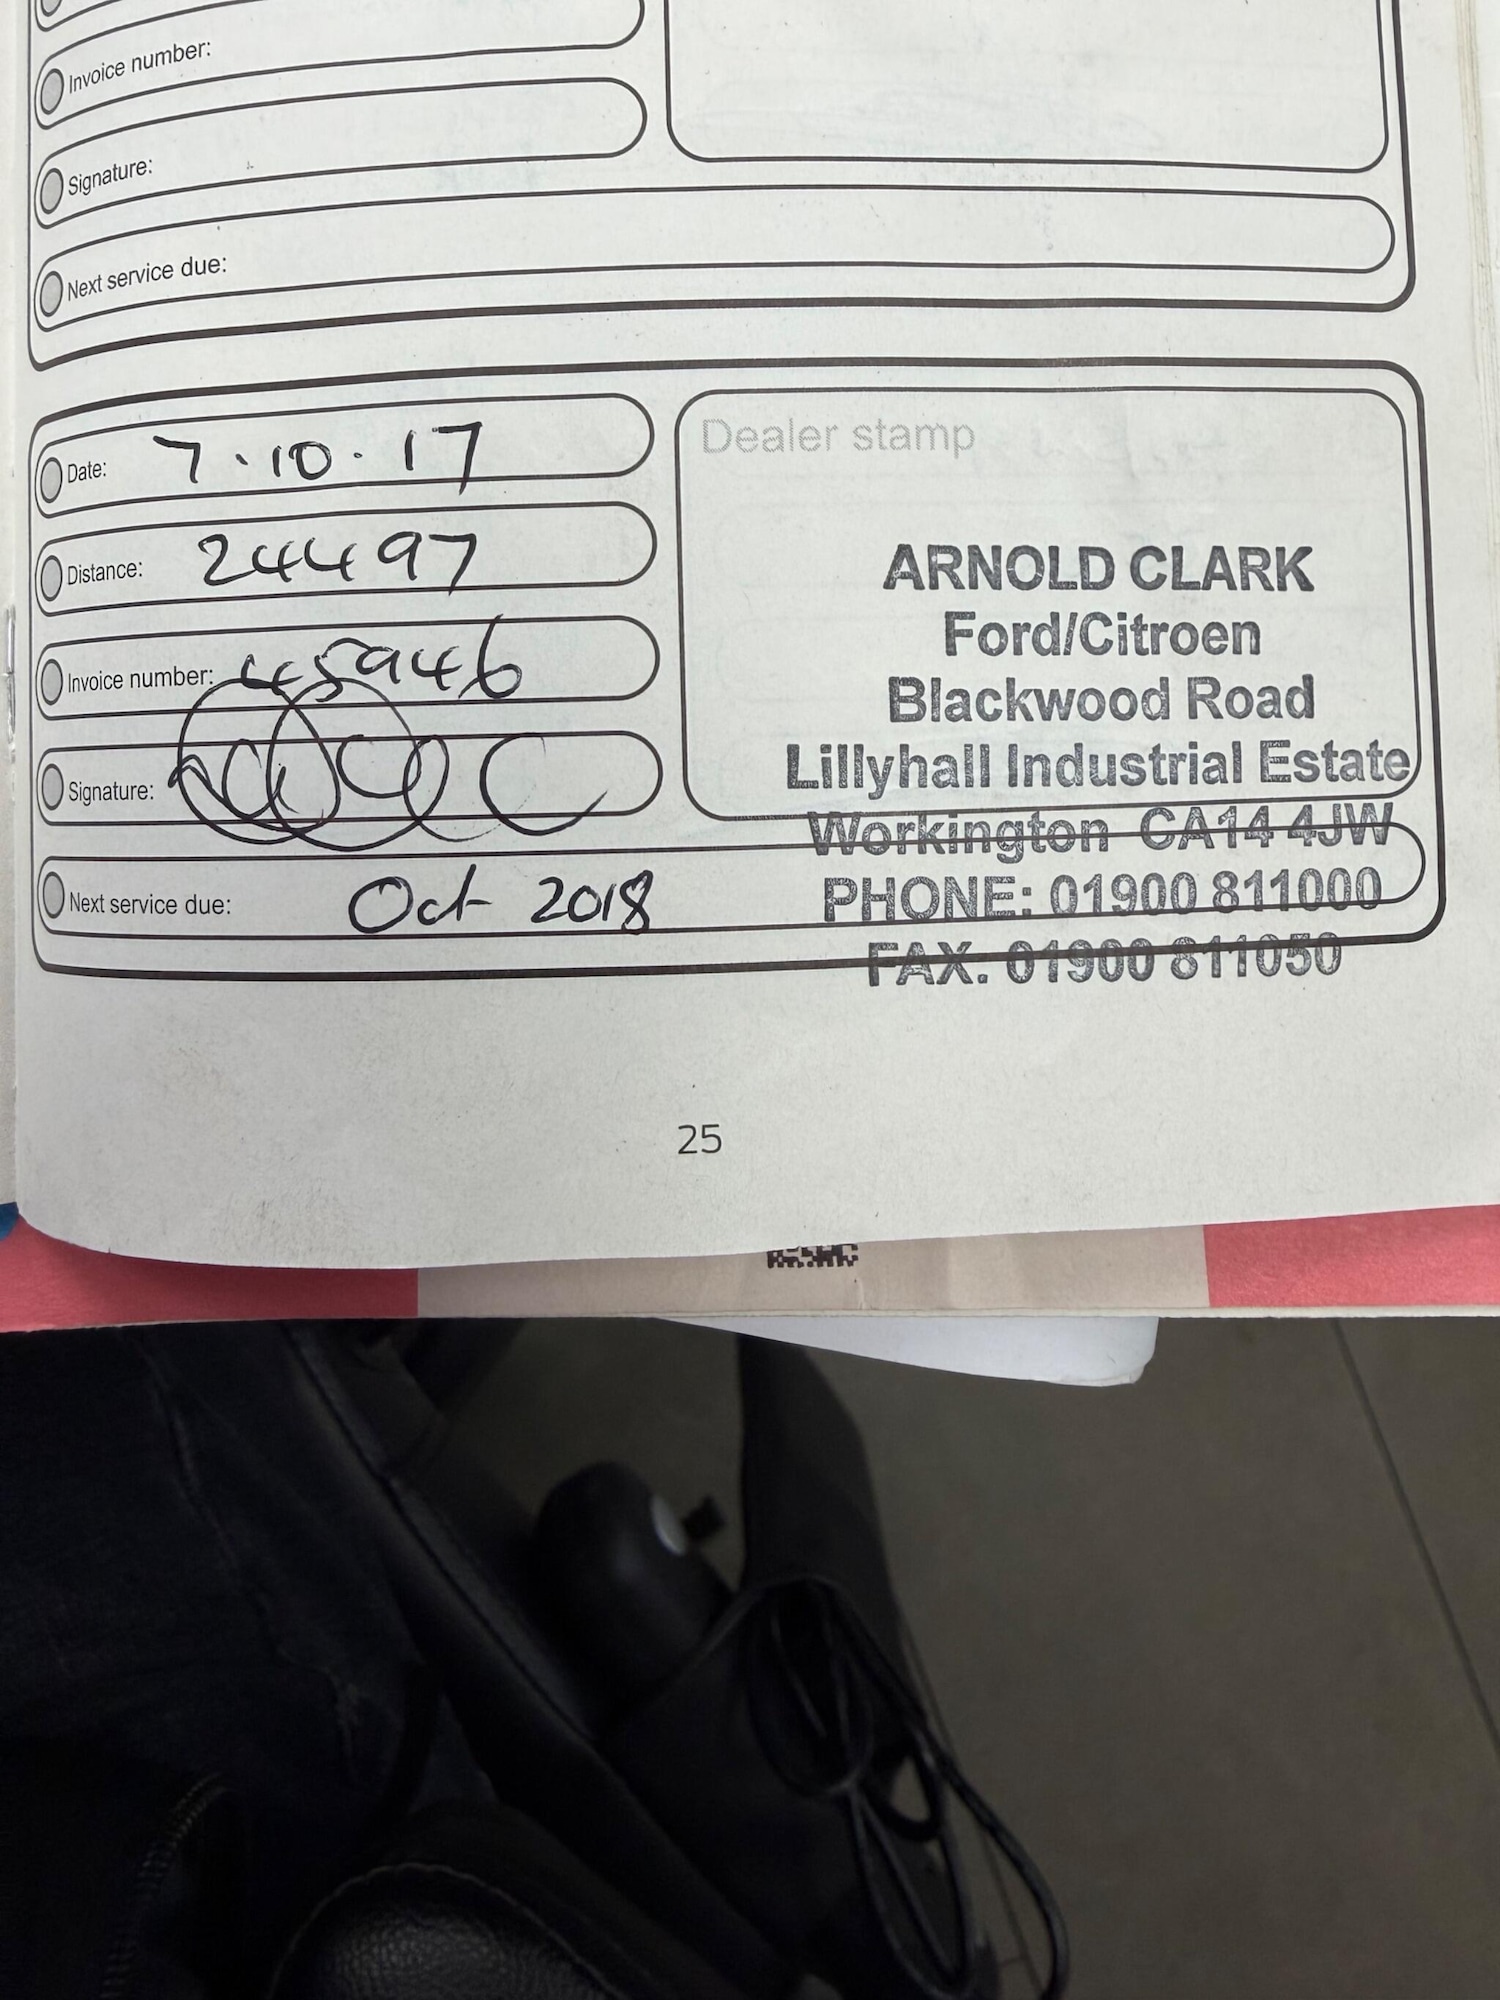 Invoice number:
Signature:
Next service due:
Date: 7.10.17
Distance: 24497
Invoice number: 45946
Signature:
Next service due: Oct 2018
Dealer stamp
ARNOLD CLARK
Ford/Citroen
Blackwood Road
Lillyhall Industrial Estate
Workington CA14 4JW
PHONE: 01900 811000
FAX. 01900 811050
25